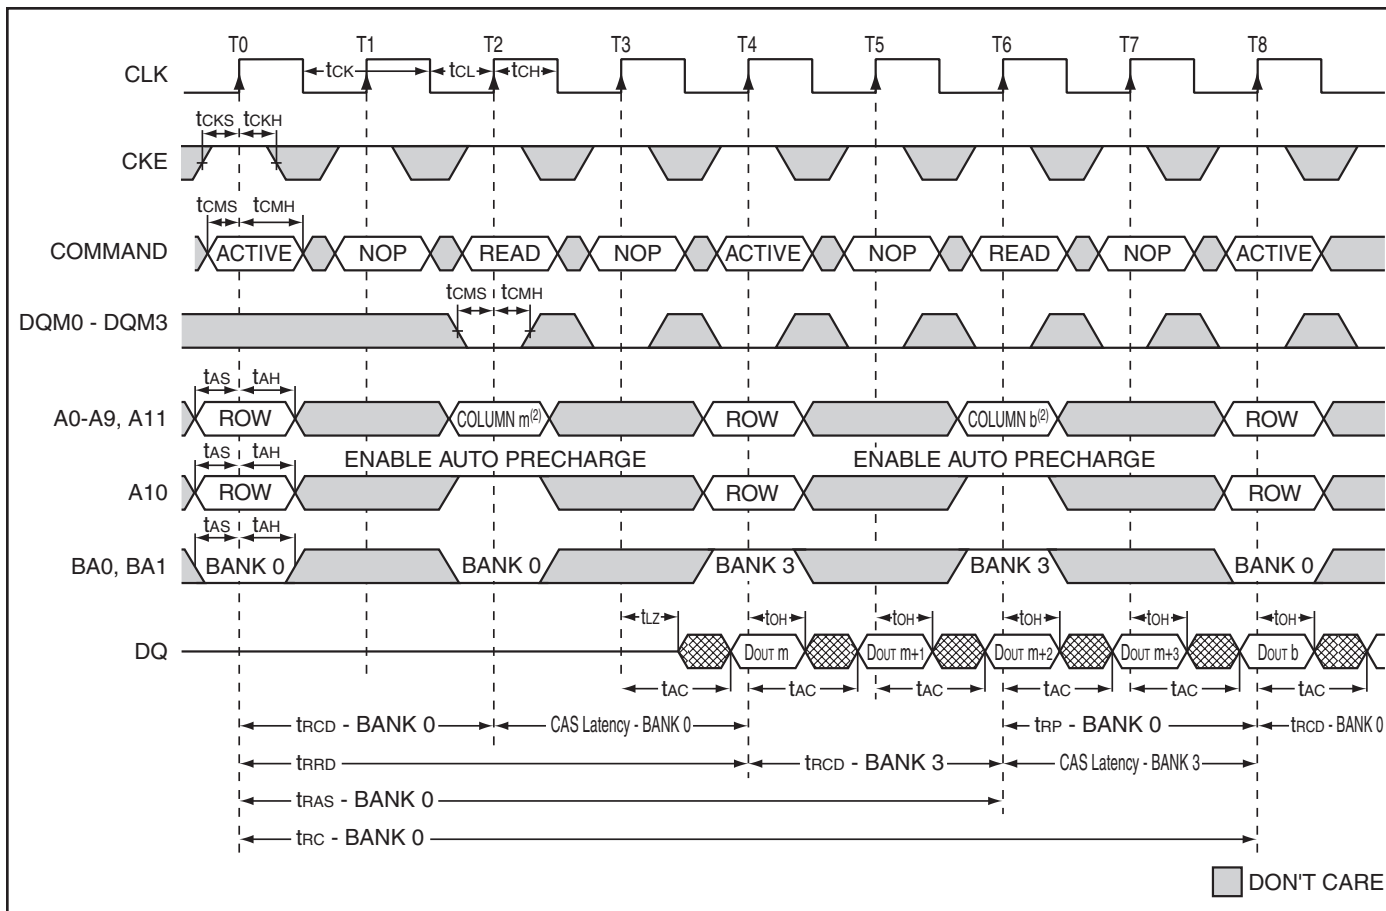 T0 T1 T2 T3 T4 T5 T6 T7 T8
CLK tCK tCL tCH
tCKS tCKH
CKE
tCMS tCMH
COMMAND ACTIVE NOP READ NOP ACTIVE NOP READ NOP ACTIVE
tCMS tCMH
DQM0 - DQM3
tAS tAH
A0-A9, A11 ROW COLUMN m(2) ROW COLUMN b(2) ROW
tAS tAH ENABLE AUTO PRECHARGE ENABLE AUTO PRECHARGE
A10 ROW ROW ROW
tAS tAH
BA0, BA1 BANK 0 BANK 0 BANK 3 BANK 3 BANK 0
tLZ tOH tOH tOH tOH tOH
DQ DOUT m DOUT m+1 DOUT m+2 DOUT m+3 DOUT b
tAC tAC tAC tAC tAC tAC
tRCD - BANK 0 CAS Latency - BANK 0 tRP - BANK 0 tRCD - BANK 0
tRRD tRCD - BANK 3 CAS Latency - BANK 3
tRAS - BANK 0
tRC - BANK 0
DON'T CARE